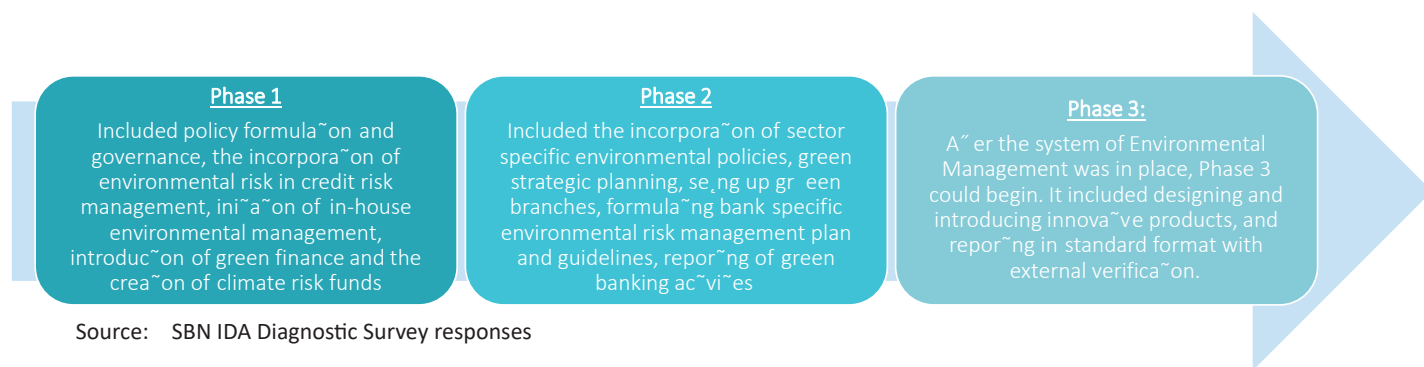 Phase 1
Included policy formula˜on and
governance, the incorpora˜on of
environmental risk in credit risk
management, ini˜a˜on of in-house
environmental management,
introduc˜on of green finance and the
crea˜on of climate risk funds
Phase 2
Included the incorpora˜on of sector
specific environmental policies, green
strategic planning, se˛ng up gr een
branches, formula˜ng bank specific
environmental risk management plan
and guidelines, repor˜ng of green
banking ac˜vi˜es
Phase 3:
A˝ er the system of Environmental
Management was in place, Phase 3
could begin. It included designing and
introducing innova˜ve products, and
repor˜ng in standard format with
external verifica˜on.
Source: SBN IDA Diagnostic Survey responses